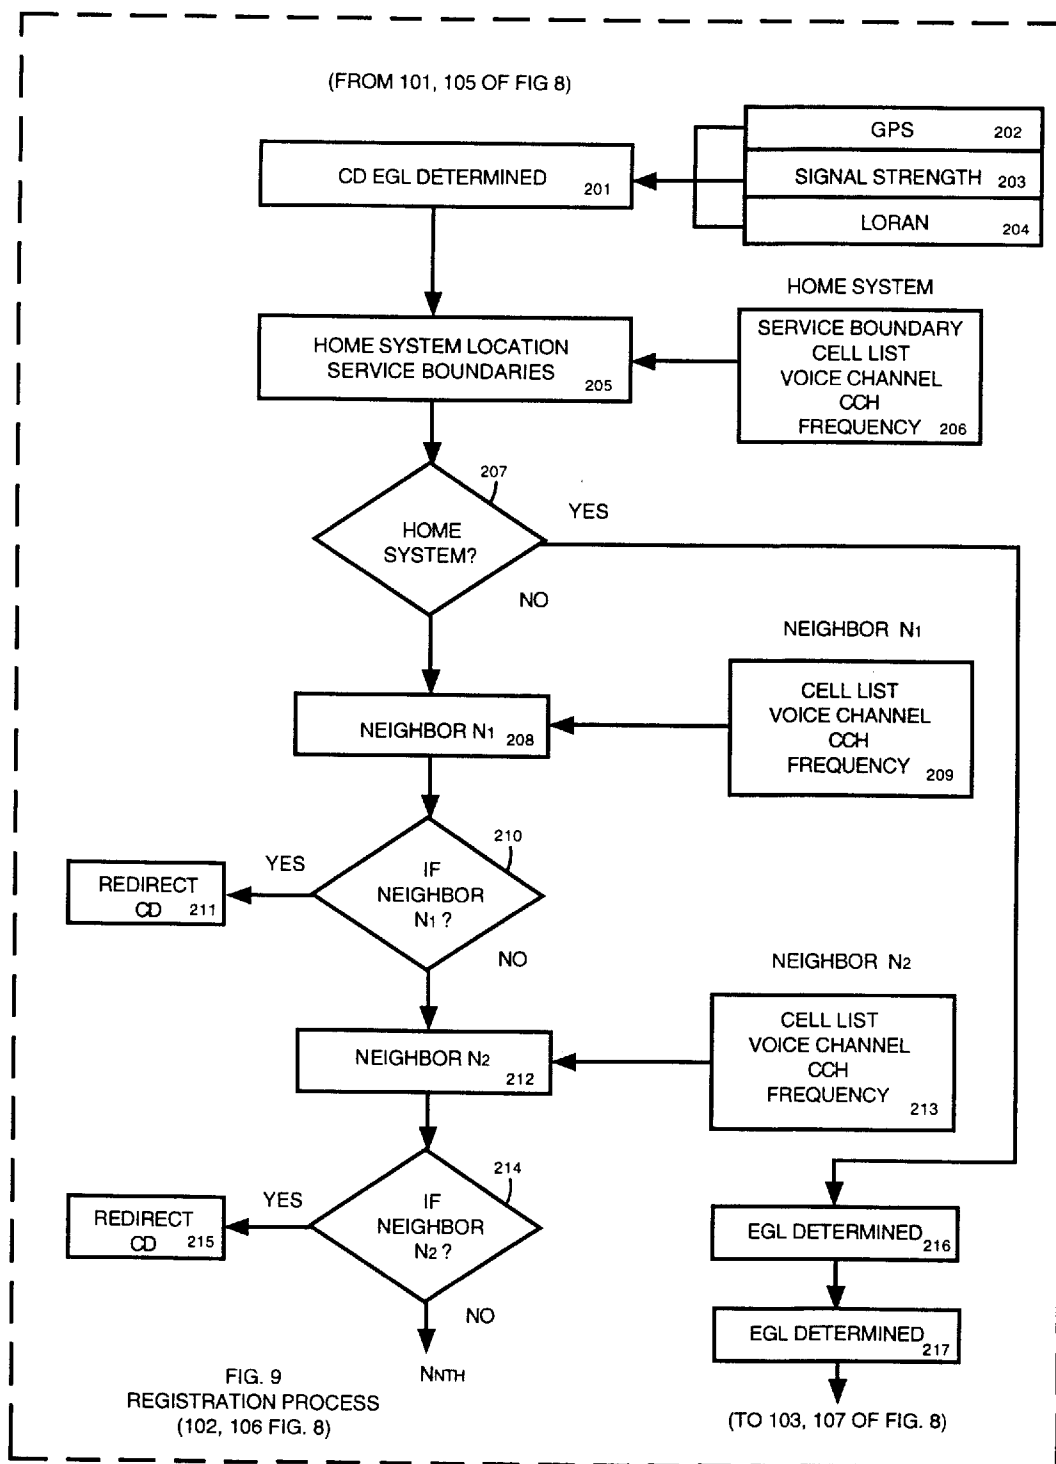 (FROM 101, 105 OF FIG 8)
GPS 202
CD EGL DETERMINED 201
SIGNAL STRENGTH 203
LORAN 204
HOME SYSTEM
HOME SYSTEM LOCATION
SERVICE BOUNDARIES 205
SERVICE BOUNDARY
CELL LIST
VOICE CHANNEL
CCH
FREQUENCY 206
207
HOME
SYSTEM?
YES
NO
NEIGHBOR N1
NEIGHBOR N1 208
CELL LIST
VOICE CHANNEL
CCH
FREQUENCY 209
210
IF
NEIGHBOR
N1 ?
YES
REDIRECT
CD 211
NO
NEIGHBOR N2
NEIGHBOR N2 212
CELL LIST
VOICE CHANNEL
CCH
FREQUENCY
213
214
IF
NEIGHBOR
N2 ?
YES
REDIRECT
CD 215
NO
NNTH
EGL DETERMINED 216
EGL DETERMINED 217
(TO 103, 107 OF FIG. 8)
FIG. 9
REGISTRATION PROCESS
(102, 106 FIG. 8)